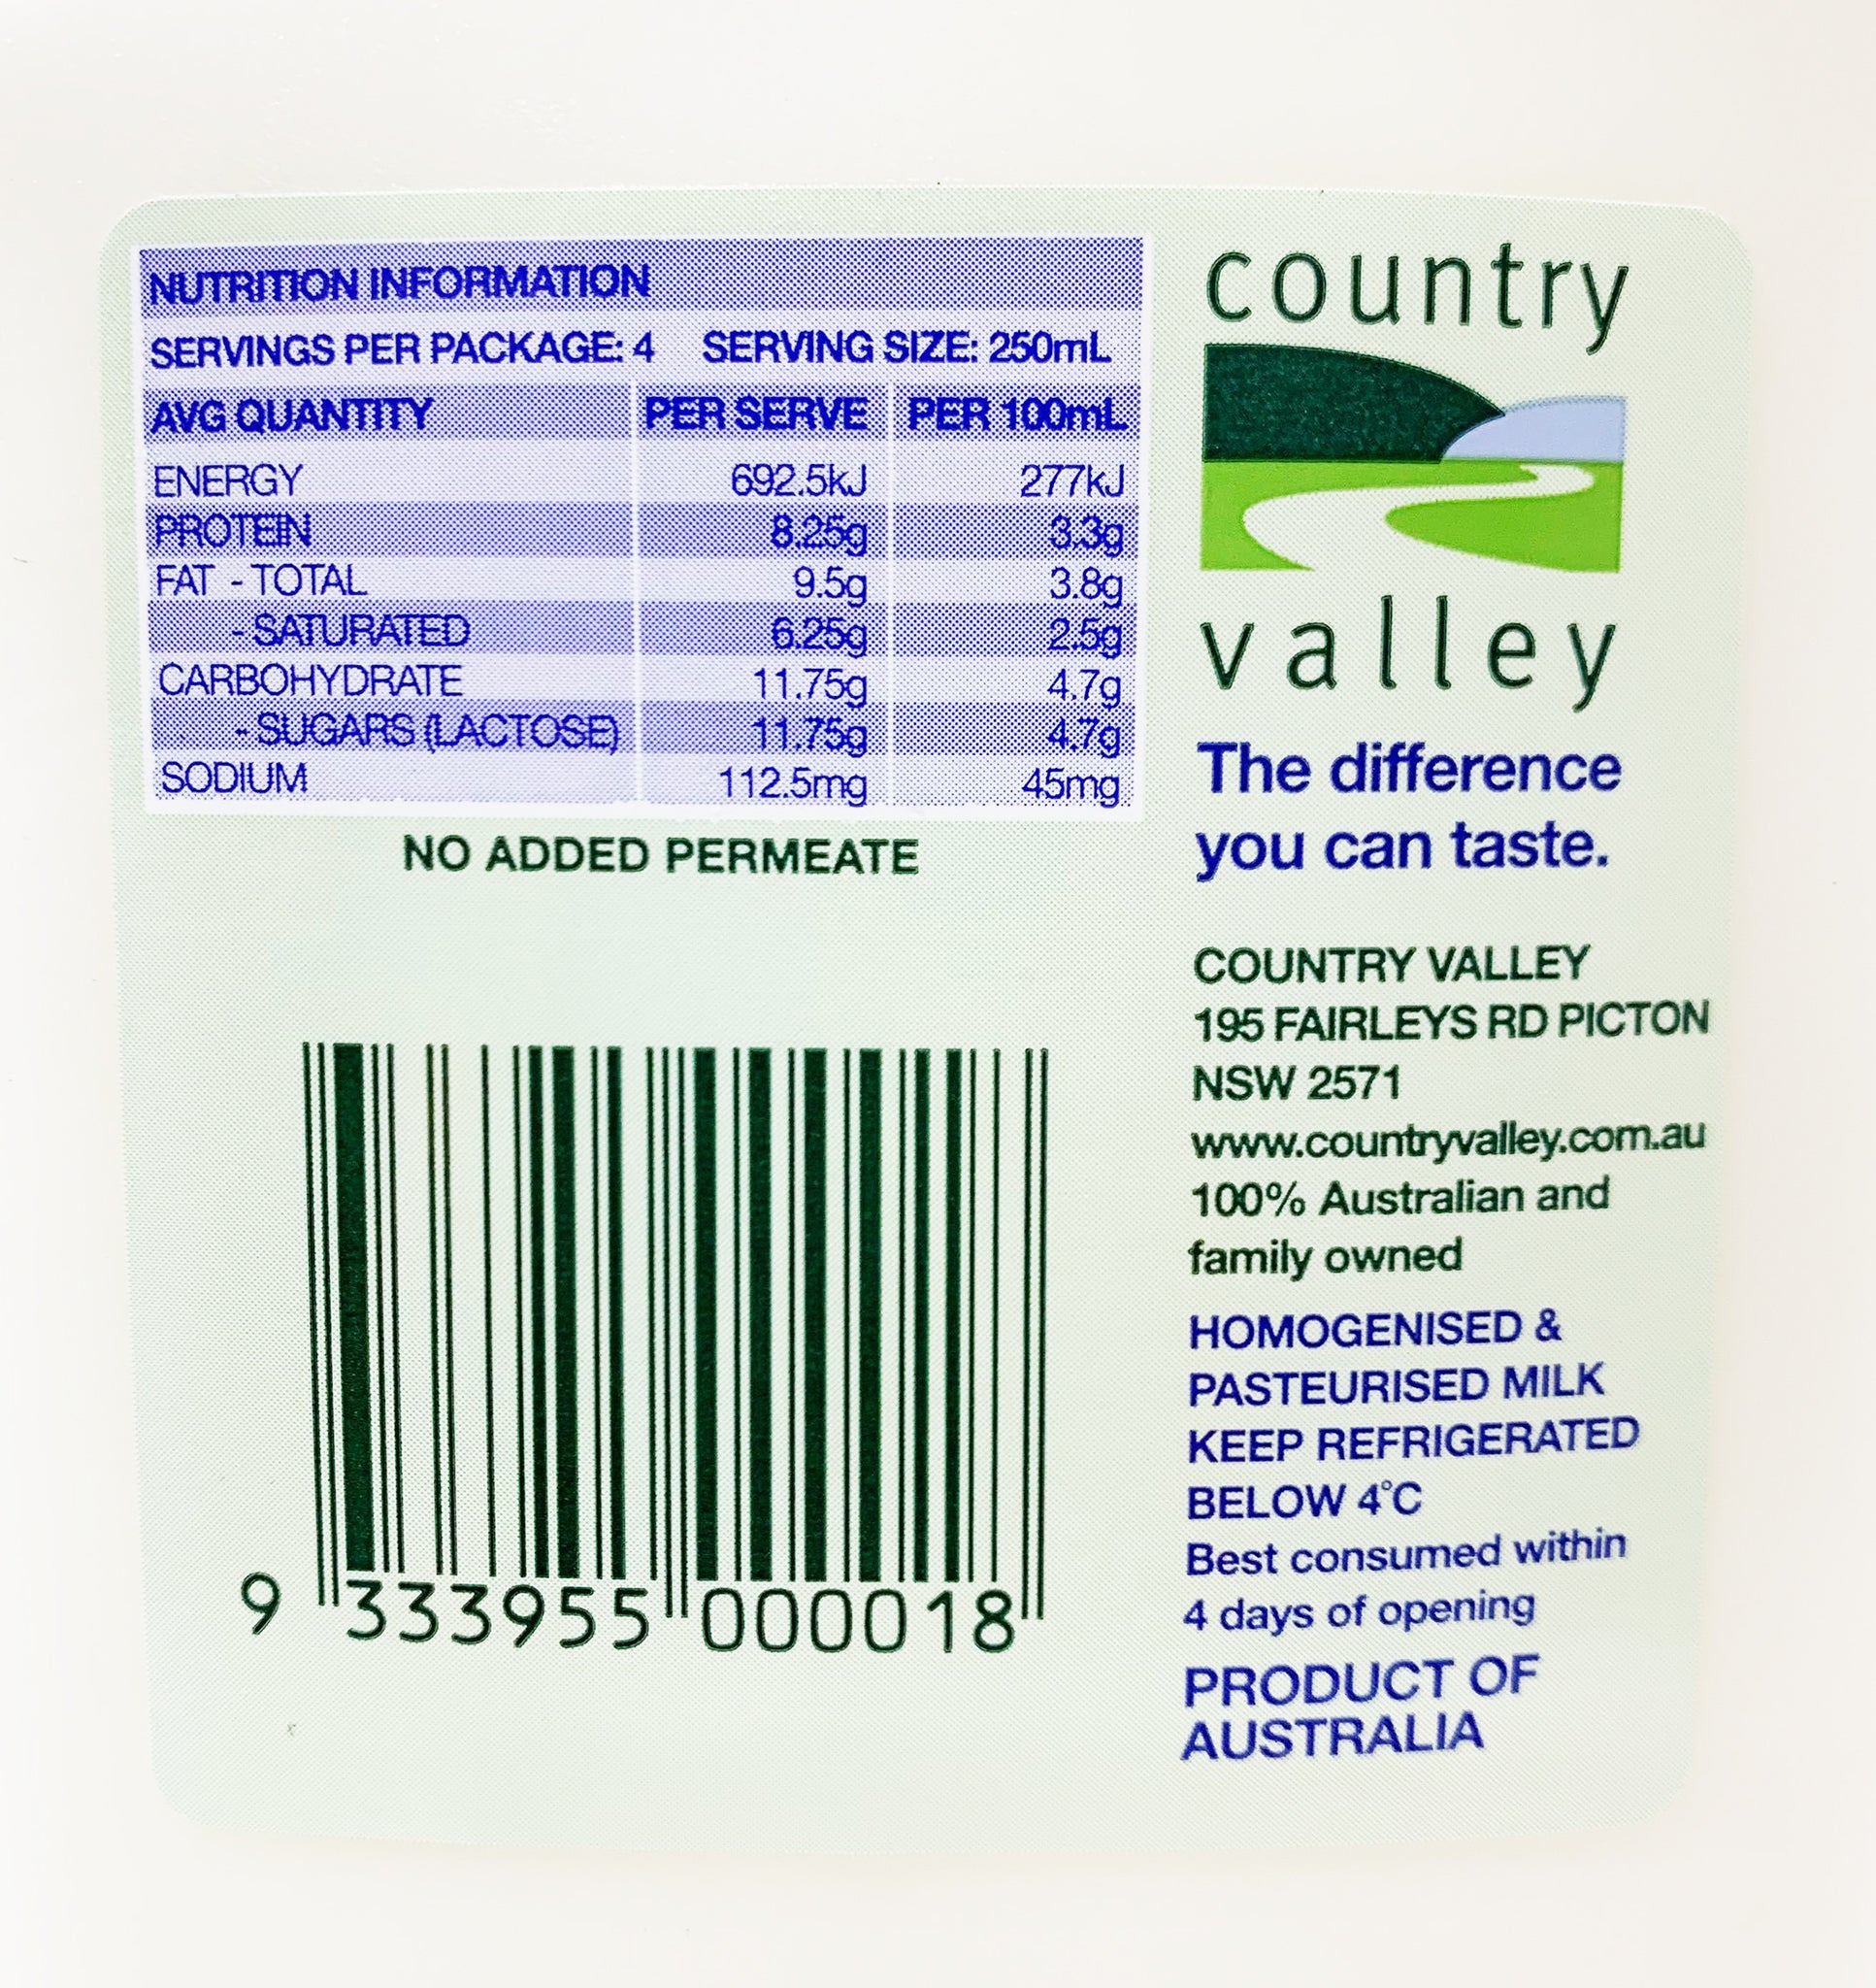 NUTRITION INFORMATION
SERVINGS PER PACKAGE: 4 SERVING SIZE: 250mL
AVG QUANTITY PER SERVE PER 100mL
ENERGY 692.5kJ 277kJ
PROTEIN 8.25g 3.3g
FAT - TOTAL 9.5g 3.8g
- SATURATED 6.25g 2.5g
CARBOHYDRATE 11.75g 4.7g
- SUGARS (LACTOSE) 11.75g 4.7g
SODIUM 112.5mg 45mg
NO ADDED PERMEATE
9 333955 000018
country
valley
The difference
you can taste.
COUNTRY VALLEY
195 FAIRLEYS RD PICTON
NSW 2571
www.countryvalley.com.au
100% Australian and
family owned
HOMOGENISED &
PASTEURISED MILK
KEEP REFRIGERATED
BELOW 4°C
Best consumed within
4 days of opening
PRODUCT OF
AUSTRALIA